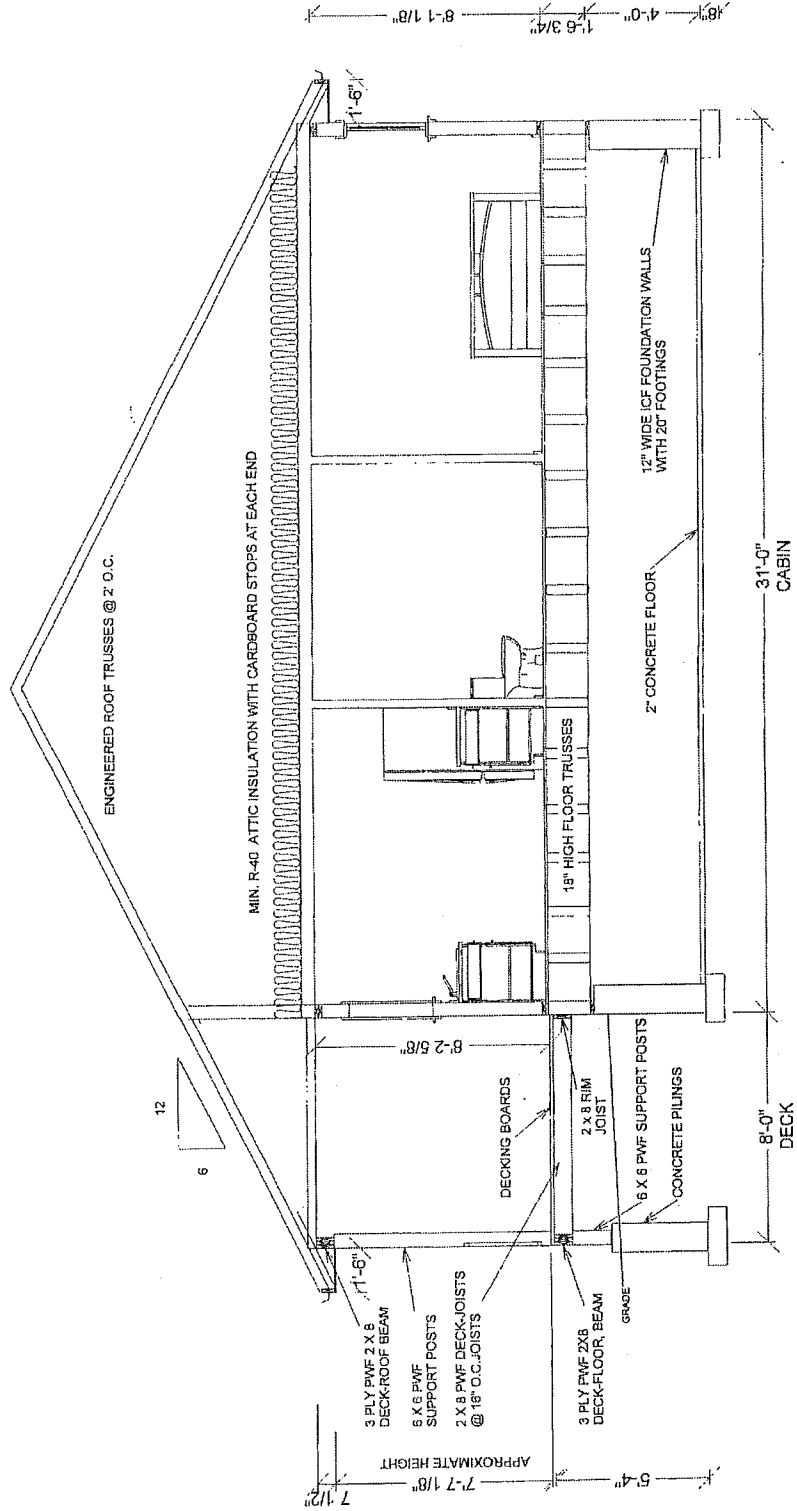 12
6
ENGINEERED ROOF TRUSSES @ 2' O.C.
MIN. R-40 ATTIC INSULATION WITH CARDBOARD STOPS AT EACH END
1'-6"
1'-6"
3 PLY PWF 2 X 8
DECK-ROOF BEAM
6 X 6 PWF
SUPPORT POSTS
2 X 8 PWF DECK-JOISTS
@ 16" O.C.JOISTS
3 PLY PWF 2X8
DECK-FLOOR, BEAM
GRADE
7 1/2"
7'-7 1/8"
APPROXIMATE HEIGHT
5'-4"
8'-2 5/8"
DECKING BOARDS
2 x 8 RIM
JOIST
6 X 6 PWF SUPPORT POSTS
CONCRETE PILINGS
18" HIGH FLOOR TRUSSES
2" CONCRETE FLOOR
12" WIDE ICF FOUNDATION WALLS
WITH 20" FOOTINGS
8'-1 1/8"
1'-6 3/4"
4'-0"
8"
8'-0"
DECK
31'-0"
CABIN